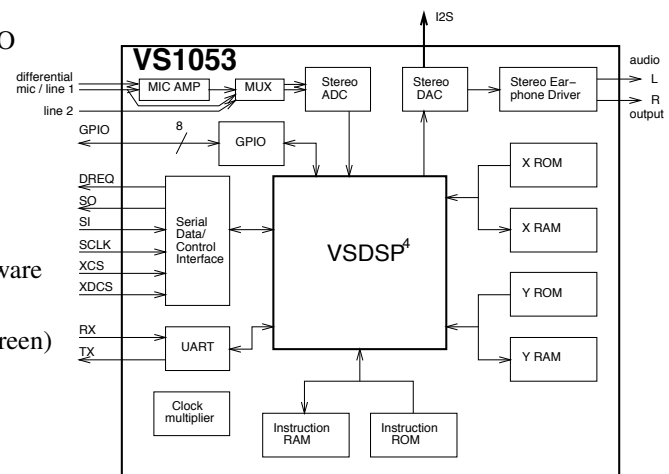 I2S
O
VS1053
differential
mic / line 1
MIC AMP
MUX
Stereo
ADC
Stereo
DAC
Stereo Ear−
phone Driver
audio
L
R
output
line 2
GPIO
8
GPIO
X ROM
DREQ
SO
SI
SCLK
XCS
XDCS
Serial
Data/
Control
Interface
X RAM
VSDSP4
ware
Y ROM
reen)
RX
TX
UART
Y RAM
Clock
multiplier
Instruction
RAM
Instruction
ROM